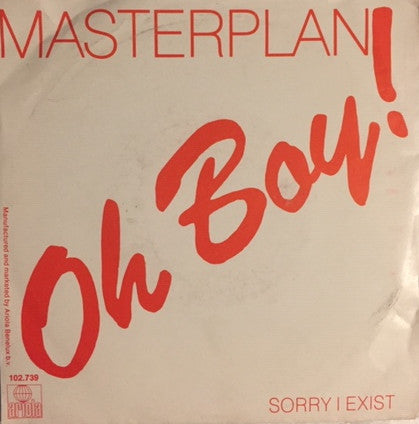 MASTERPLAN
Oh Boy!
Manufactured and marketed by Ariola Benelux b.v.
102.739
ariola
SORRY I EXIST